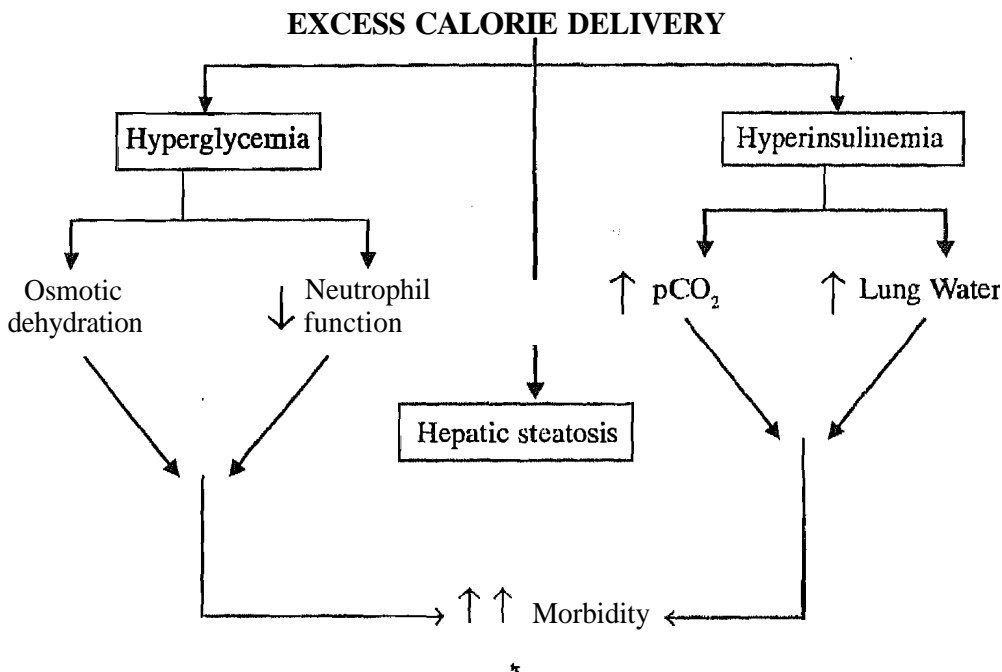 EXCESS CALORIE DELIVERY
Hyperglycemia
Hyperinsulinemia
Osmotic
dehydration
↓ Neutrophil
function
↑ pCO₂
↑ Lung Water
Hepatic steatosis
↑ ↑ Morbidity